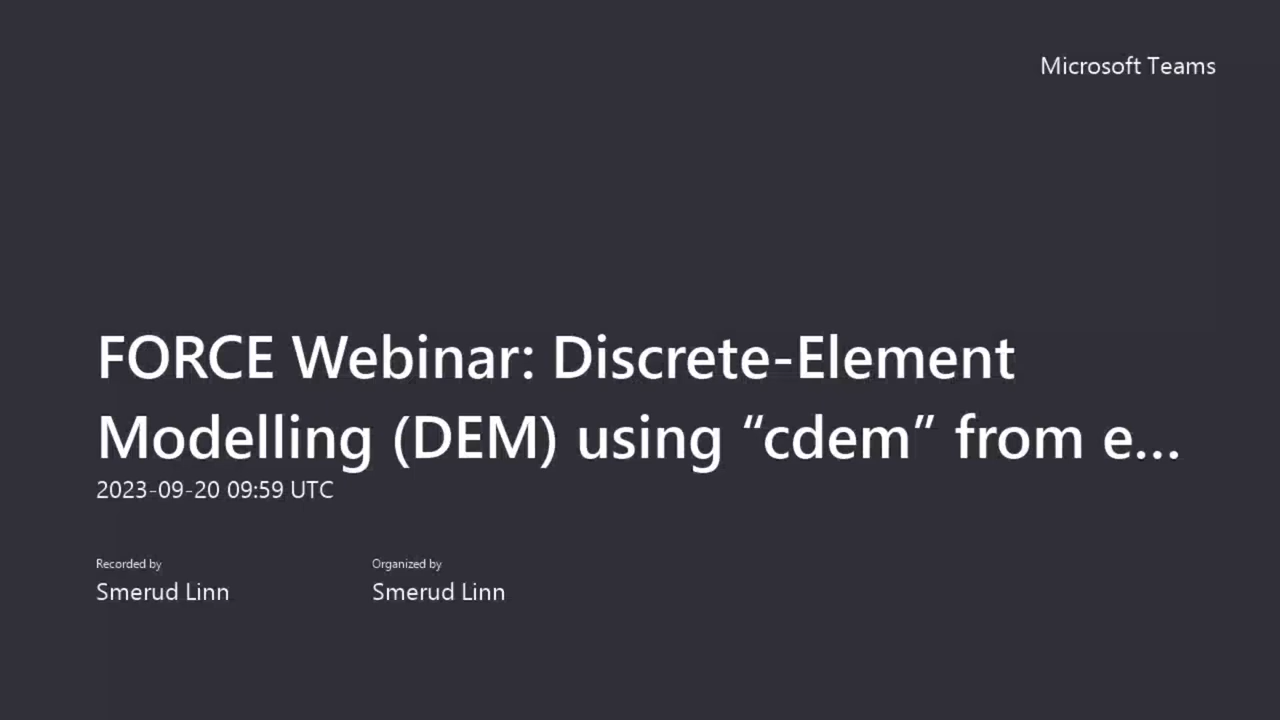 Microsoft Teams
FORCE Webinar: Discrete-Element
Modelling (DEM) using “cdem” from e...
2023-09-20 09:59 UTC
Recorded by
Organized by
Smerud Linn
Smerud Linn